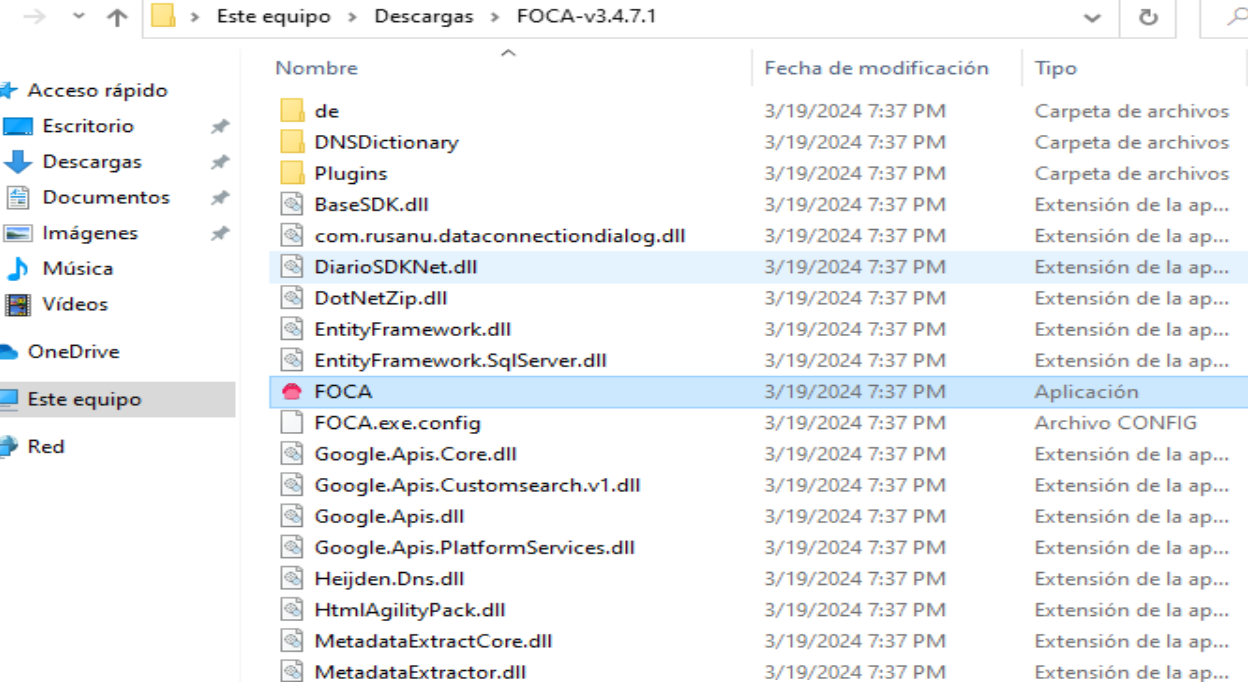 Este equipo > Descargas > FOCA-v3.4.7.1
Nombre Fecha de modificación Tipo
Acceso rápido
Escritorio
Descargas
Documentos
Imágenes
Música
Vídeos
OneDrive
Este equipo
Red
de 3/19/2024 7:37 PM Carpeta de archivos
DNSDictionary 3/19/2024 7:37 PM Carpeta de archivos
Plugins 3/19/2024 7:37 PM Carpeta de archivos
BaseSDK.dll 3/19/2024 7:37 PM Extensión de la ap...
com.rusanu.dataconnectiondialog.dll 3/19/2024 7:37 PM Extensión de la ap...
DiarioSDKNet.dll 3/19/2024 7:37 PM Extensión de la ap...
DotNetZip.dll 3/19/2024 7:37 PM Extensión de la ap...
EntityFramework.dll 3/19/2024 7:37 PM Extensión de la ap...
EntityFramework.SqlServer.dll 3/19/2024 7:37 PM Extensión de la ap...
FOCA 3/19/2024 7:37 PM Aplicación
FOCA.exe.config 3/19/2024 7:37 PM Archivo CONFIG
Google.Apis.Core.dll 3/19/2024 7:37 PM Extensión de la ap...
Google.Apis.Customsearch.v1.dll 3/19/2024 7:37 PM Extensión de la ap...
Google.Apis.dll 3/19/2024 7:37 PM Extensión de la ap...
Google.Apis.PlatformServices.dll 3/19/2024 7:37 PM Extensión de la ap...
Heijden.Dns.dll 3/19/2024 7:37 PM Extensión de la ap...
HtmlAgilityPack.dll 3/19/2024 7:37 PM Extensión de la ap...
MetadataExtractCore.dll 3/19/2024 7:37 PM Extensión de la ap...
MetadataExtractor.dll 3/19/2024 7:37 PM Extensión de la ap...